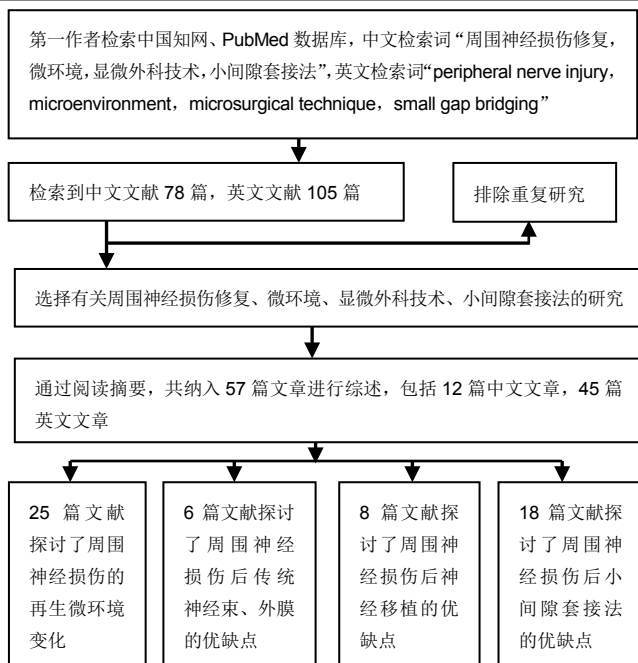 第一作者检索中国知网、PubMed 数据库，中文检索词“周围神经损伤修复，
微环境，显微外科技术，小间隙套接法”，英文检索词“peripheral nerve injury，
microenvironment，microsurgical technique，small gap bridging”
检索到中文文献 78 篇，英文文献 105 篇
排除重复研究
选择有关周围神经损伤修复、微环境、显微外科技术、小间隙套接法的研究
通过阅读摘要，共纳入 57 篇文章进行综述，包括 12 篇中文文章，45 篇
英文文章
25 篇文献
探讨了周围
神经损伤的
再生微环境
变化
6 篇文献探讨
了周围神经
损伤后传统
神经束、外膜
的优缺点
8 篇文献探
讨了周围神
经损伤后神
经移植的优
缺点
18 篇文献探
讨了周围神
经损伤后小
间隙套接法
的优缺点